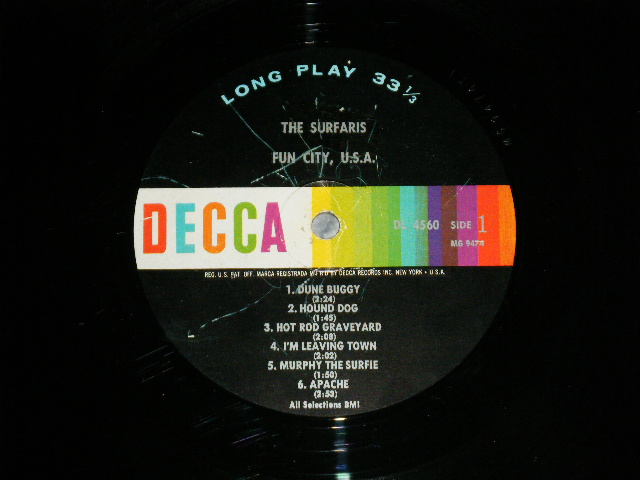 LONG PLAY 33⅓
THE SURFARIS
FUN CITY, U.S.A.
DECCA
DL 4560 SIDE 1
MG 9474
REG. U.S. PAT. OFF. MARCA REGISTRADA BY DECCA RECORDS INC. NEW YORK • U.S.A.
1. DUNE BUGGY
(2:24)
2. HOUND DOG
(1:45)
3. HOT ROD GRAVEYARD
(2:08)
4. I'M LEAVING TOWN
(2:02)
5. MURPHY THE SURFIE
(1:50)
6. APACHE
(2:53)
All Selections BMI